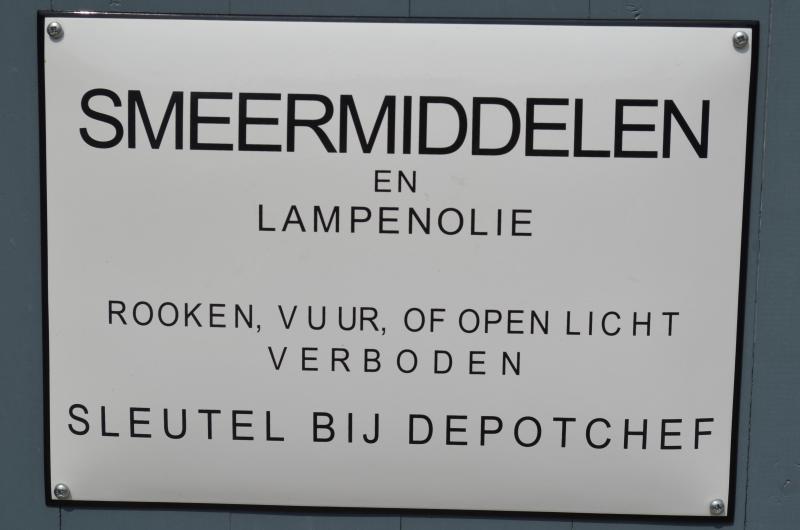 SMEERMIDDELEN
EN
LAMPENOLIE
ROOKEN, VUUR, OF OPEN LICHT
VERBODEN
SLEUTEL BIJ DEPOTCHEF